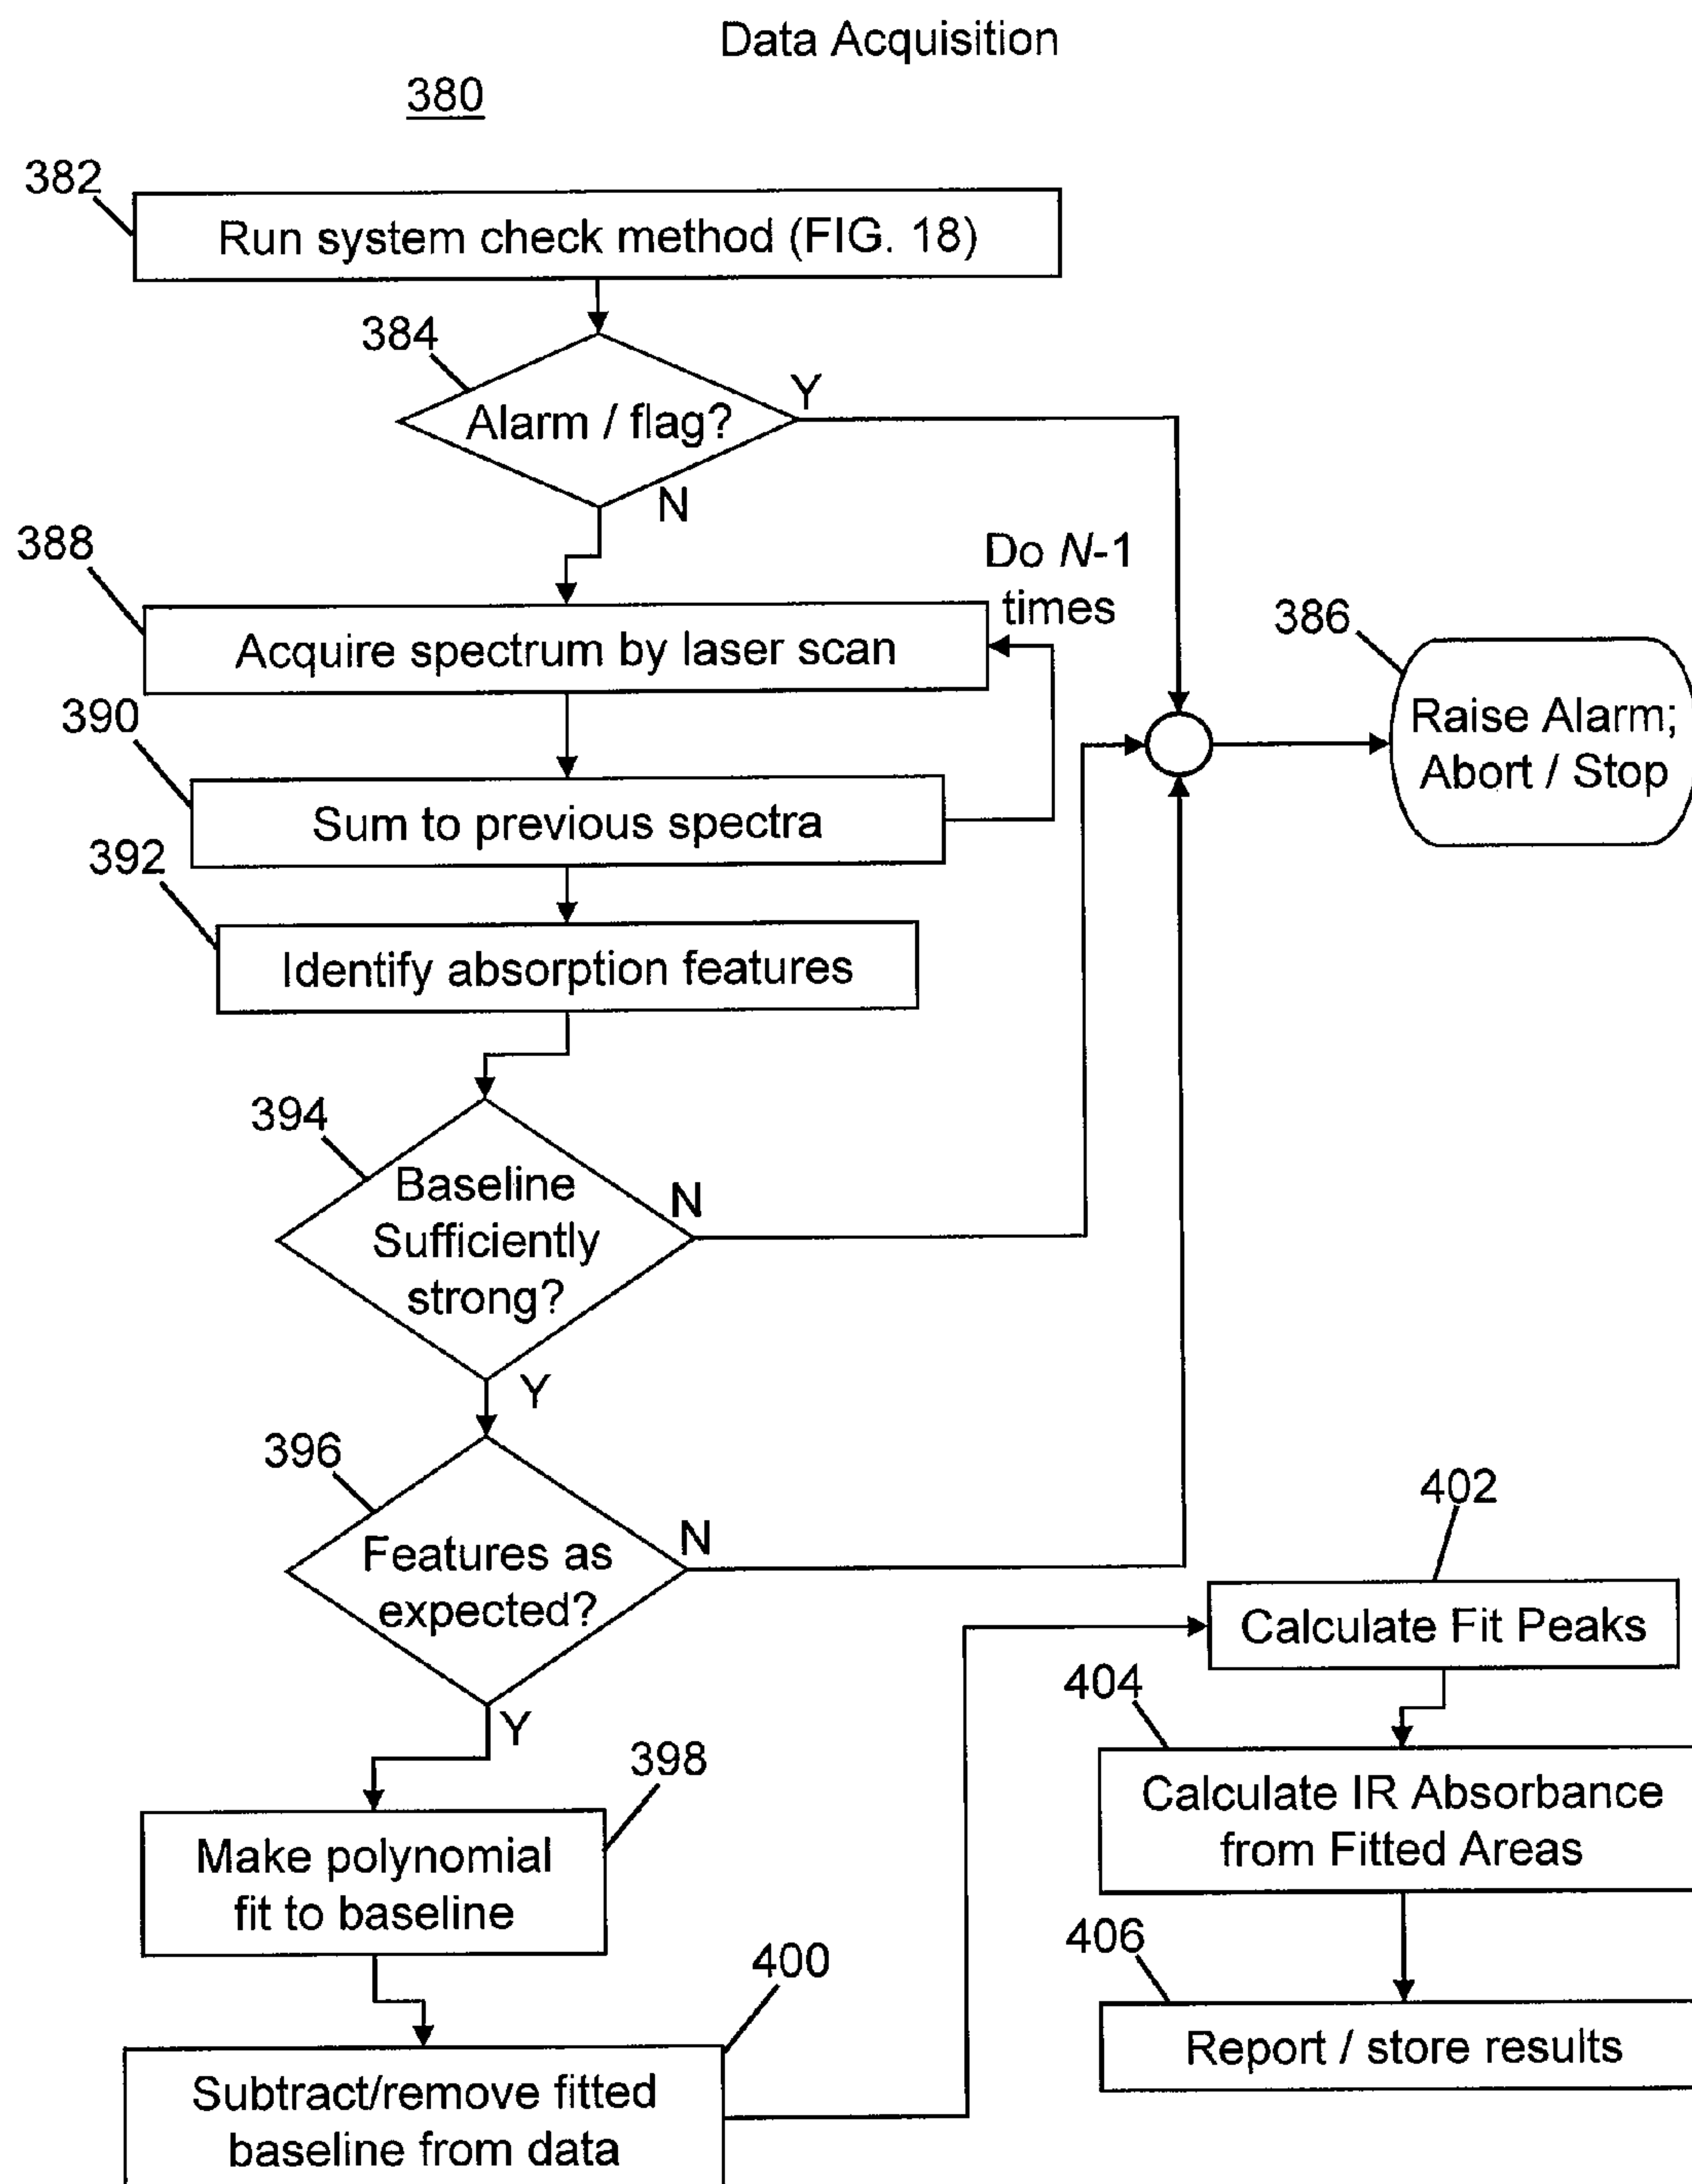 Data Acquisition
380
382
Run system check method (FIG. 18)
384
Alarm / flag?
Y
N
388
Do N-1
times
Acquire spectrum by laser scan
386
Raise Alarm;
Abort / Stop
390
Sum to previous spectra
392
Identify absorption features
394
Baseline
Sufficiently
strong?
N
Y
396
Features as
expected?
N
Y
398
Make polynomial
fit to baseline
400
Subtract/remove fitted
baseline from data
402
Calculate Fit Peaks
404
Calculate IR Absorbance
from Fitted Areas
406
Report / store results